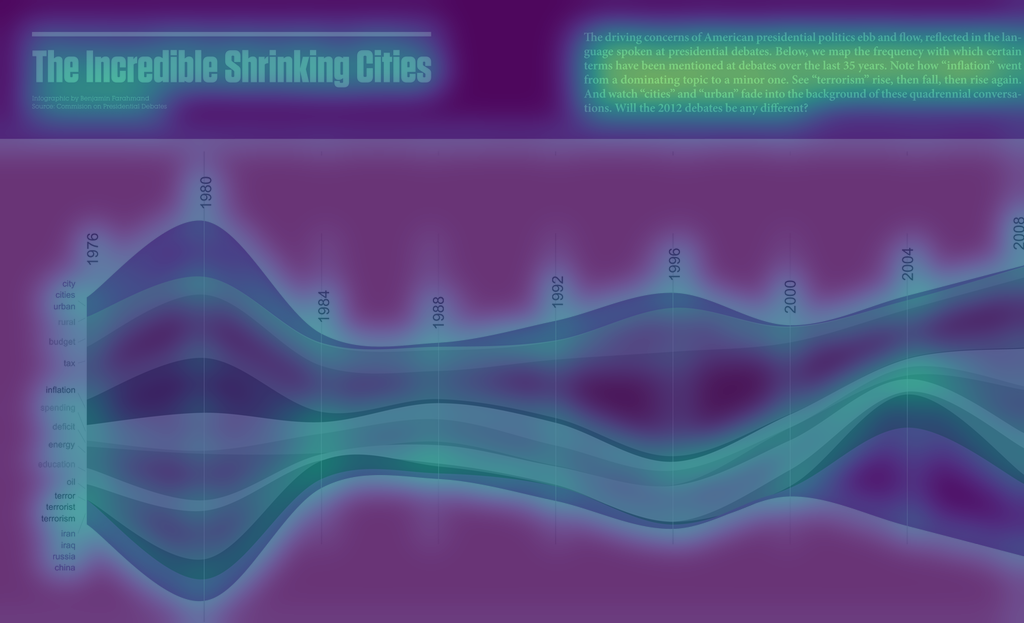 The Incredible Shrinking Cities
Infographic by Becoming Fansmound
Source: Commission on Presidential Debates
The driving concerns of American presidential politics ebb and flow, reflected in the lan-
guage spoken at presidential debates. Below, we map the frequency with which certain
terms have been mentioned at debates over the last 35 years. Note how “inflation” went
from a dominating topic to a minor one. See “terrorism” rise, then fall, then rise again.
And watch “cities” and “urban” fade into the background of these quadrennial conversa-
tions. Will the 2012 debates be any different?
1976
1980
1984
1988
1992
1996
2000
2004
2008
city
cities
urban
rural
budget
tax
inflation
spending
deficit
energy
education
oil
terror
terrorist
terrorism
iran
iraq
russia
china